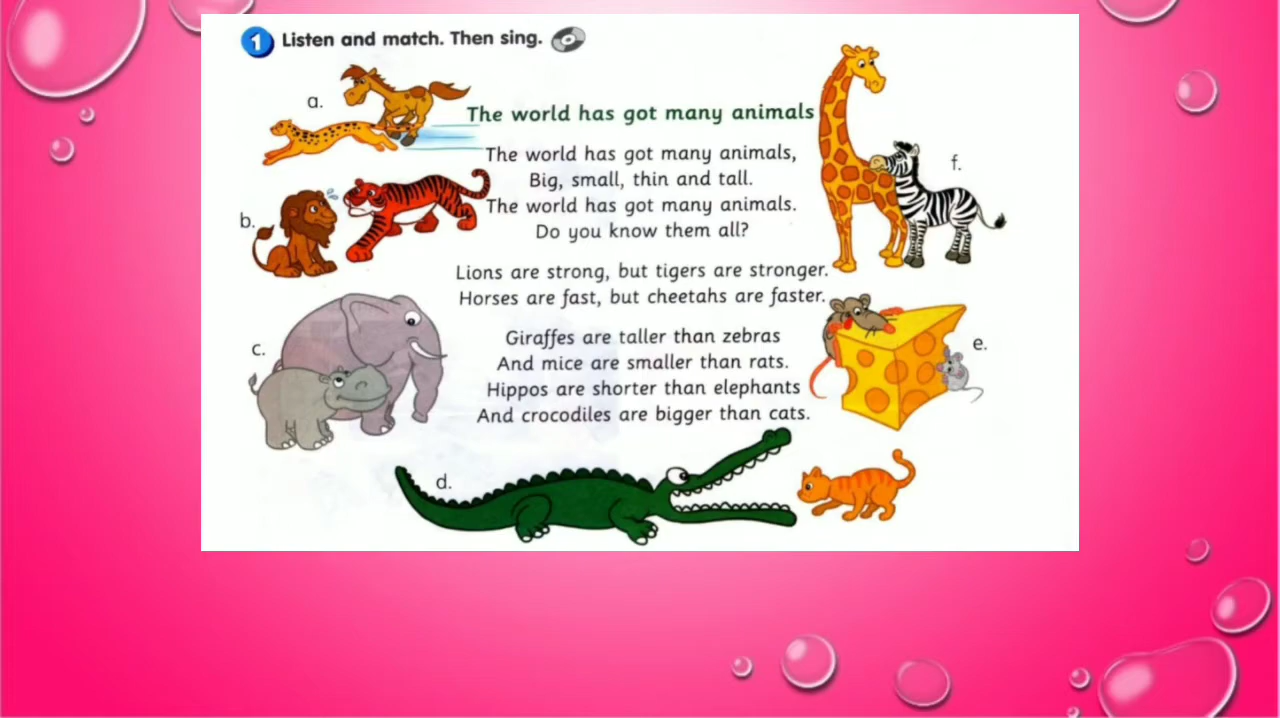 1 Listen and match. Then sing.
a.
The world has got many animals
The world has got many animals,
Big, small, thin and tall.
The world has got many animals.
Do you know them all?
b.
f.
Lions are strong, but tigers are stronger.
Horses are fast, but cheetahs are faster.
Giraffes are taller than zebras
And mice are smaller than rats.
Hippos are shorter than elephants
And crocodiles are bigger than cats.
c.
e.
d.